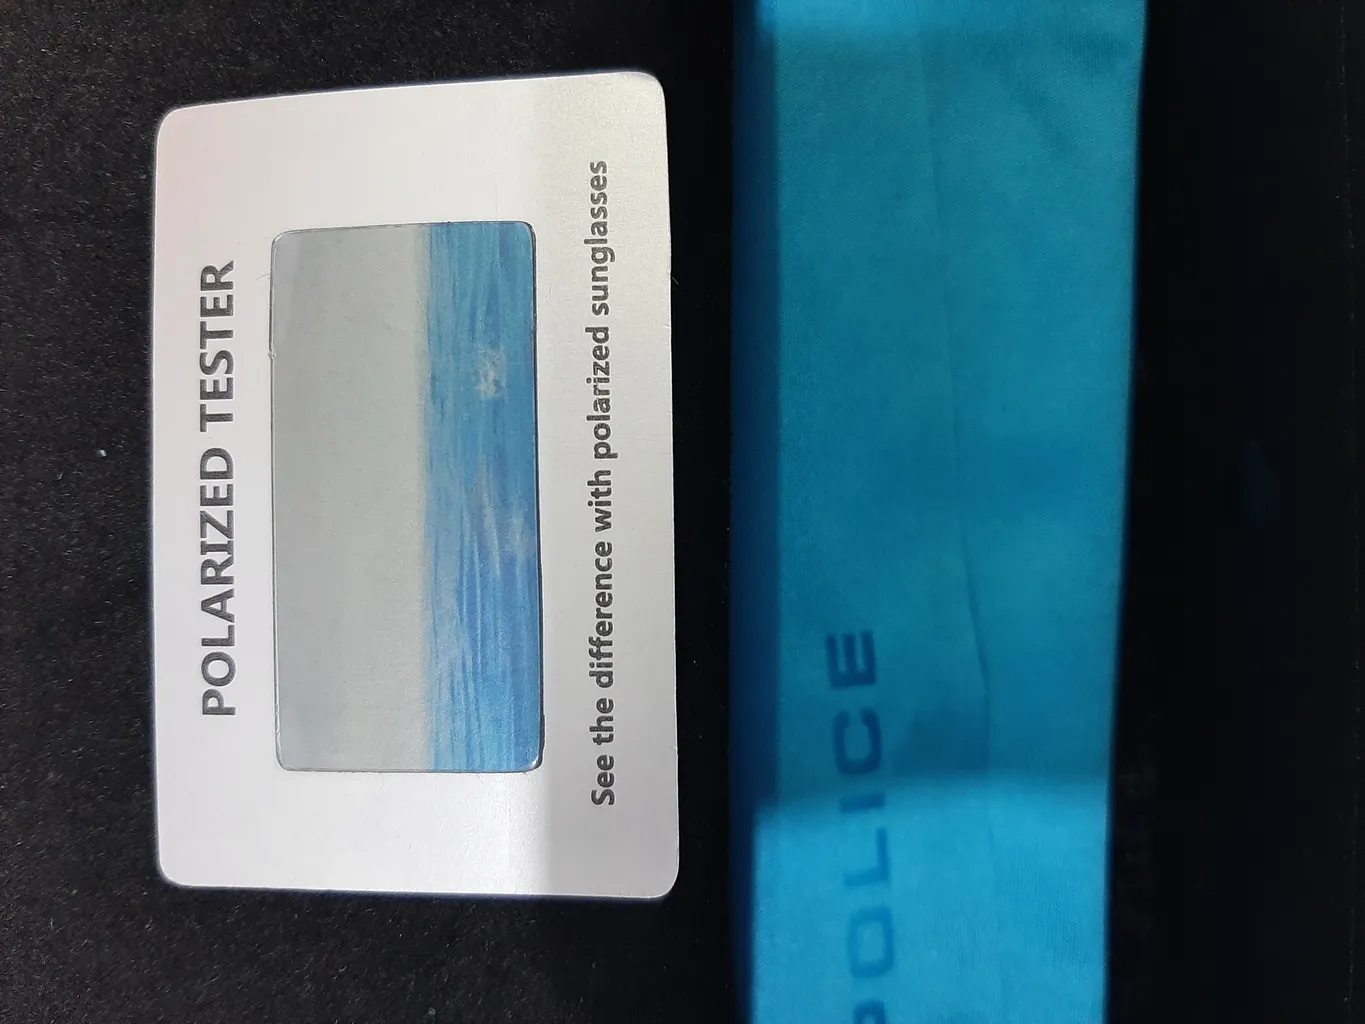 POLARIZED TESTER
See the difference with polarized sunglasses
POLICE